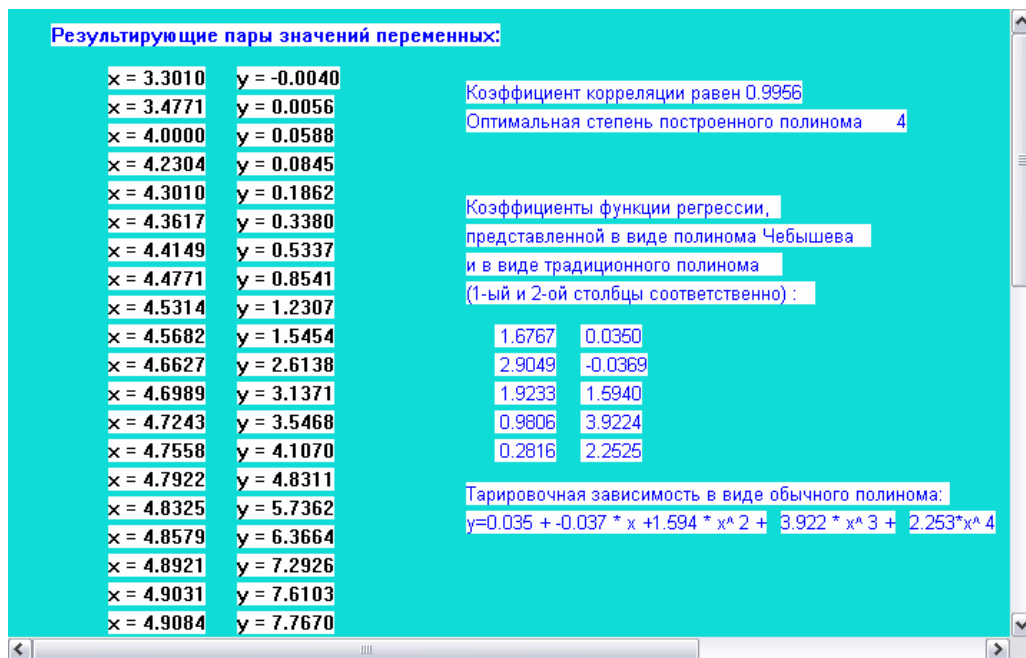 Результирующие пары значений переменных:
x = 3.3010 y = -0.0040
x = 3.4771 y = 0.0056
x = 4.0000 y = 0.0588
x = 4.2304 y = 0.0845
x = 4.3010 y = 0.1862
x = 4.3617 y = 0.3380
x = 4.4149 y = 0.5337
x = 4.4771 y = 0.8541
x = 4.5314 y = 1.2307
x = 4.5682 y = 1.5454
x = 4.6627 y = 2.6138
x = 4.6989 y = 3.1371
x = 4.7243 y = 3.5468
x = 4.7558 y = 4.1070
x = 4.7922 y = 4.8311
x = 4.8325 y = 5.7362
x = 4.8579 y = 6.3664
x = 4.8921 y = 7.2926
x = 4.9031 y = 7.6103
x = 4.9084 y = 7.7670
Коэффициент корреляции равен 0.9956
Оптимальная степень построенного полинома 4
Коэффициенты функции регрессии,
представленной в виде полинома Чебышева
и в виде традиционного полинома
(1-ый и 2-ой столбцы соответственно) :
1.6767 0.0350
2.9049 -0.0369
1.9233 1.5940
0.9806 3.9224
0.2816 2.2525
Тарировочная зависимость в виде обычного полинома:
y=0.035 + -0.037 * x +1.594 * x^ 2 + 3.922 * x^ 3 + 2.253*x^ 4